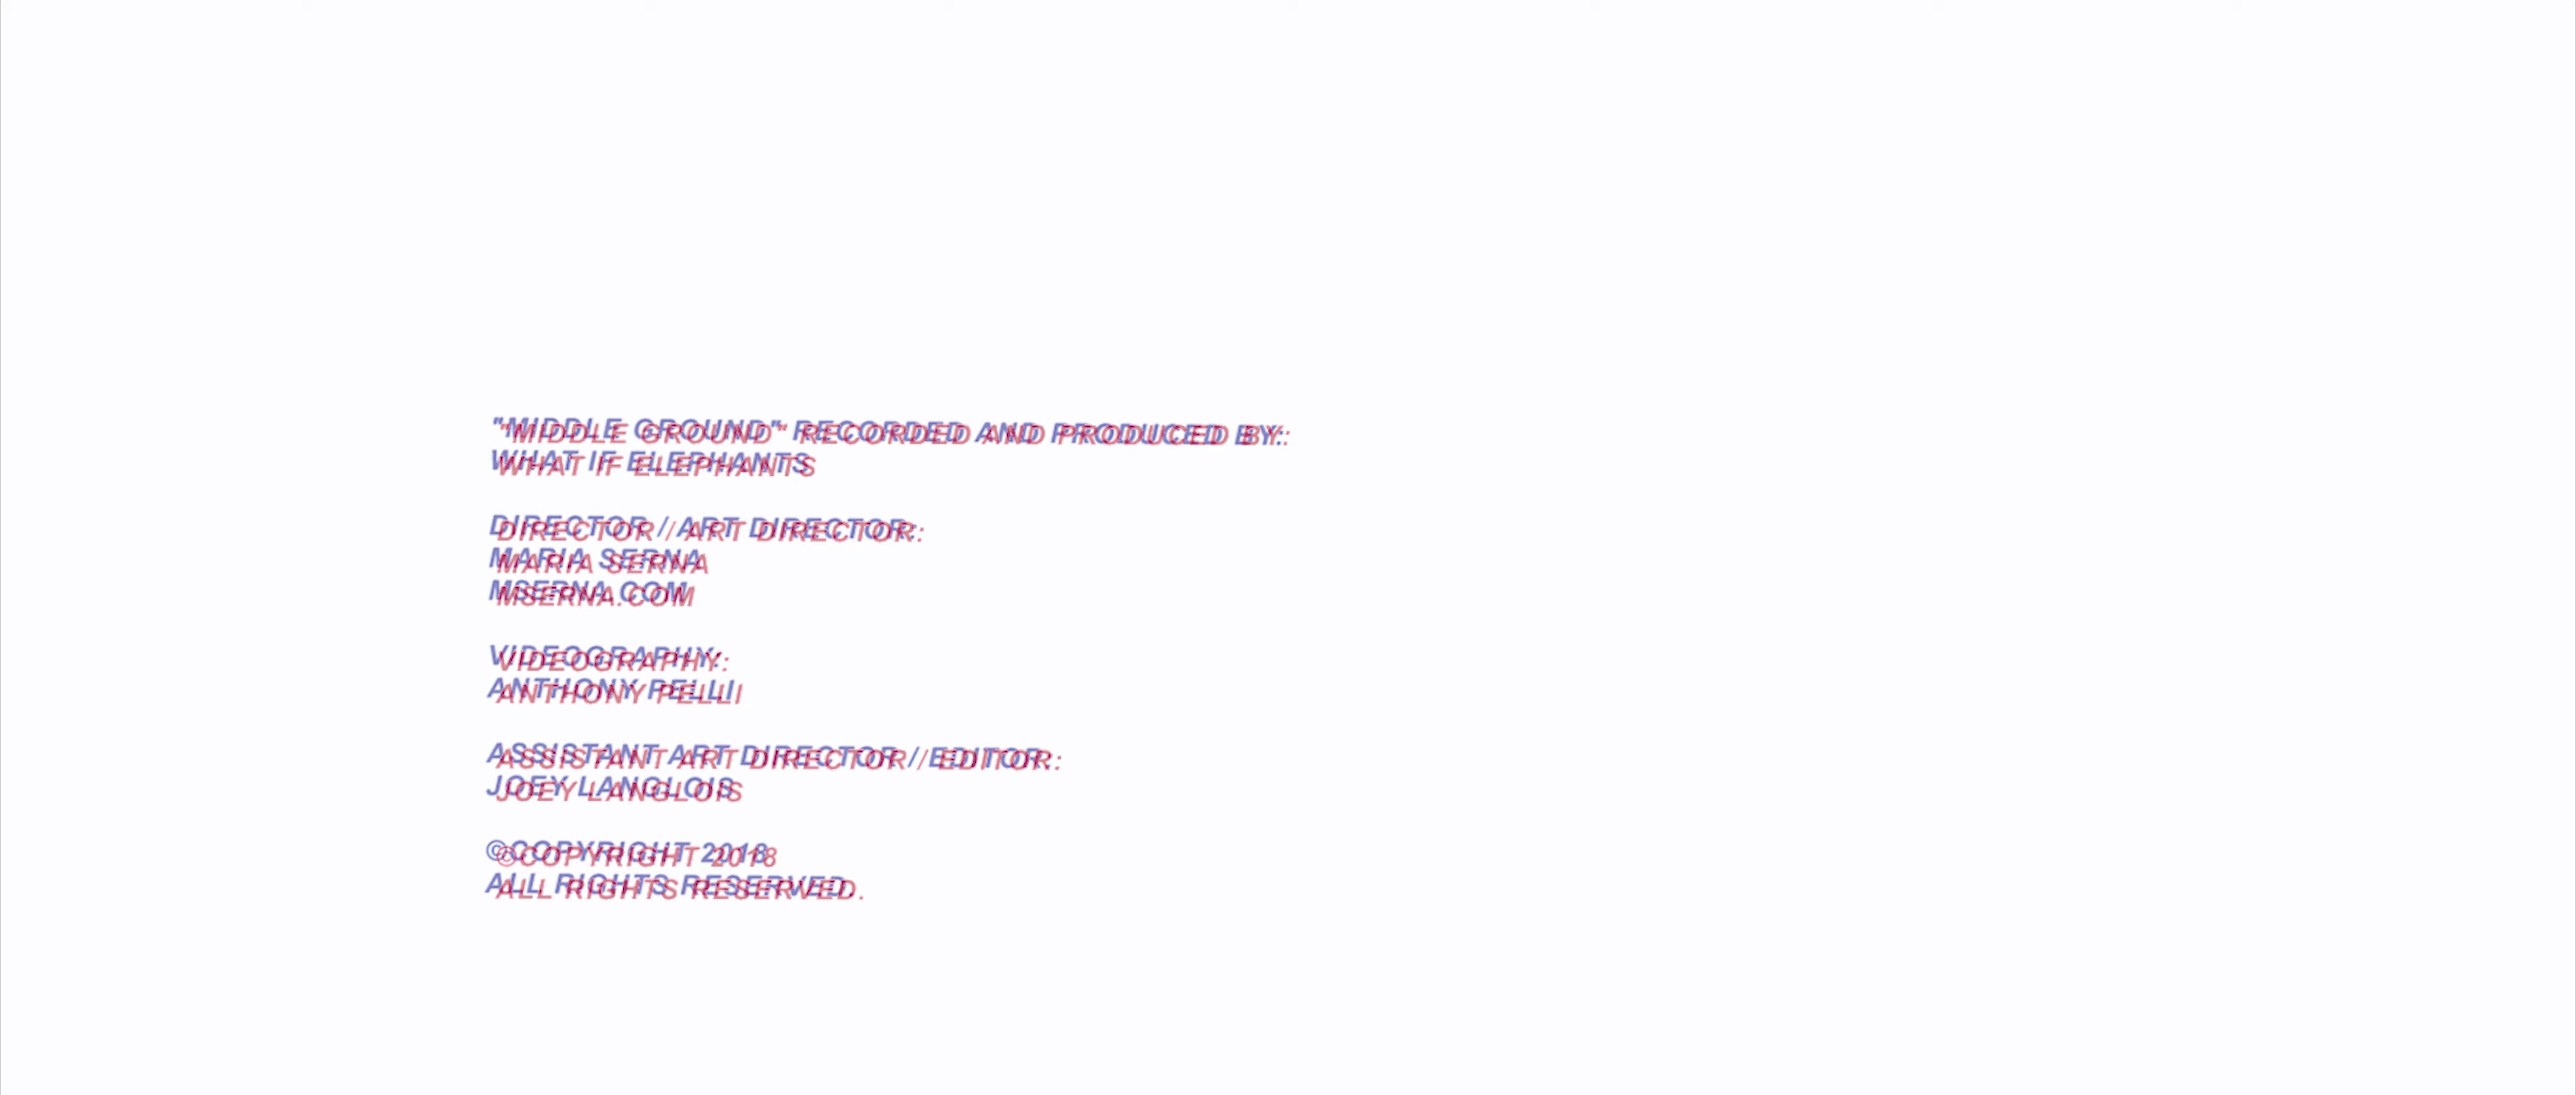 "MIDDLE GROUND" RECORDED AND PRODUCED BY:
WHAT IF ELEPHANTS
DIRECTOR // ART DIRECTOR:
MARIA SERNA
MSERNA.COM
VIDEOGRAPHY:
ANTHONY PELLI
ASSISTANT ART DIRECTOR // EDITOR:
JOEY LANGLOIS
©COPYRIGHT 2018
ALL RIGHTS RESERVED.